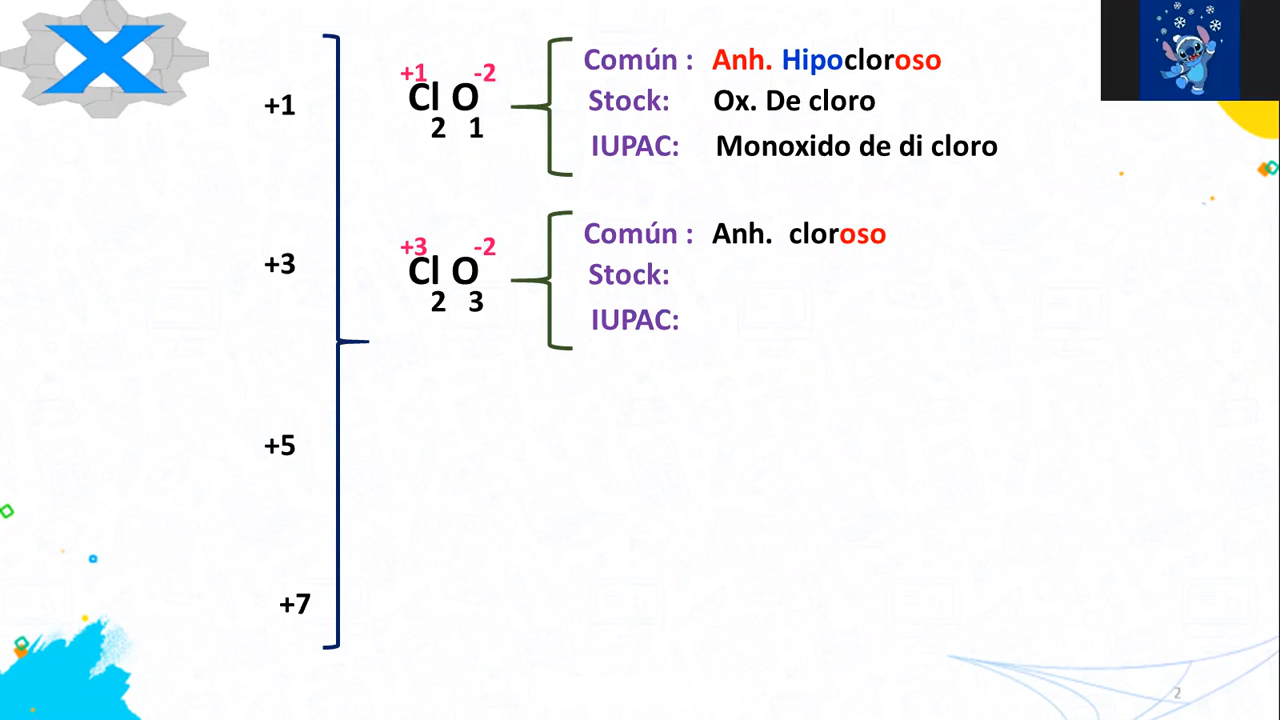 X
+1
+1 -2
Cl O
2 1
Común : Anh. Hipocloroso
Stock: Ox. De cloro
IUPAC: Monoxido de di cloro
+3
+3 -2
Cl O
2 3
Común : Anh. cloroso
Stock:
IUPAC:
+5
+7
2